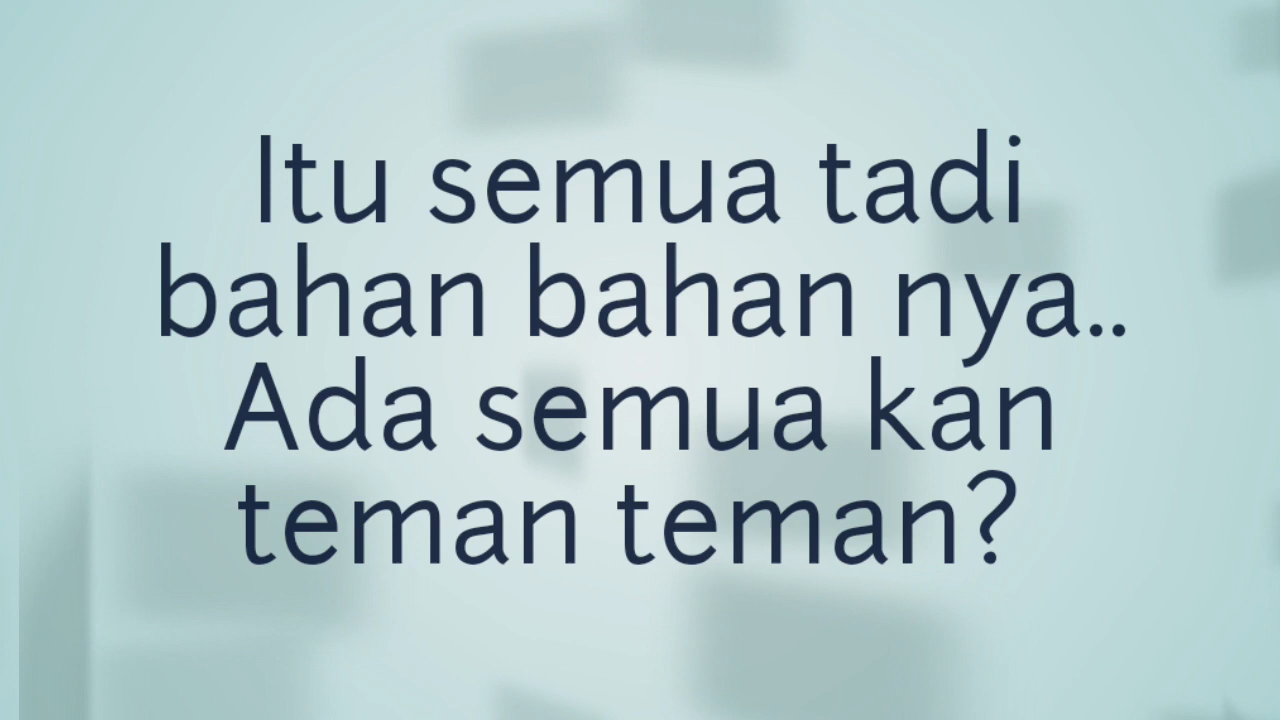 Itu semua tadi
bahan bahan nya..
Ada semua kan
teman teman?